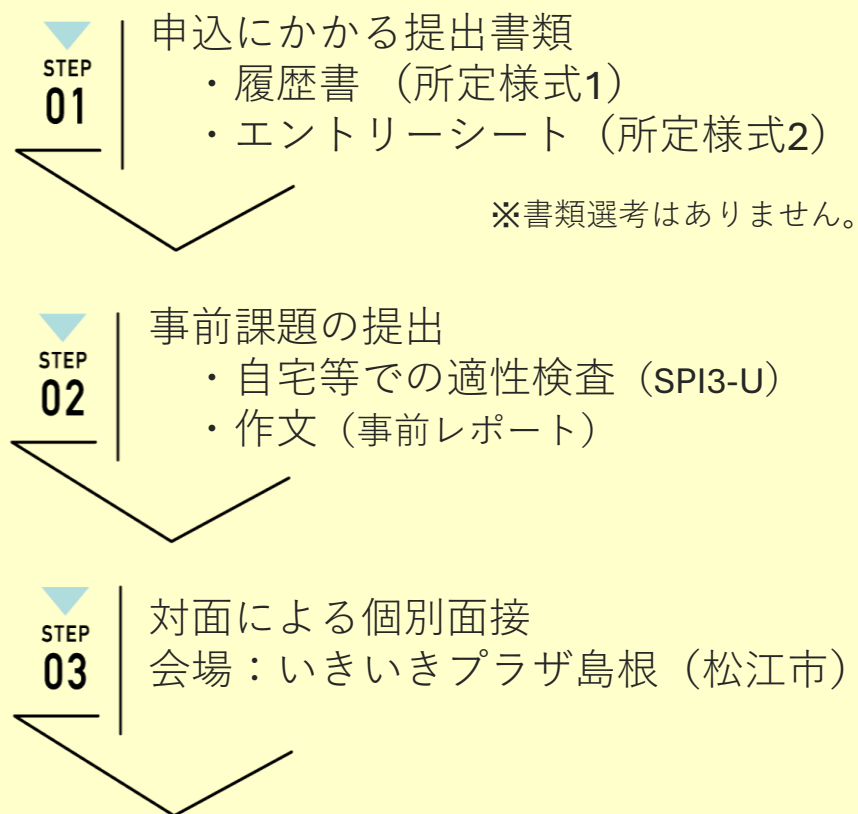 STEP
01
申込にかかる提出書類
・履歴書 （所定様式1）
・エントリーシート（所定様式2）
※書類選考はありません。
STEP
02
事前課題の提出
・自宅等での適性検査（SPI3-U）
・作文（事前レポート）
STEP
03
対面による個別面接
会場：いきいきプラザ島根（松江市）